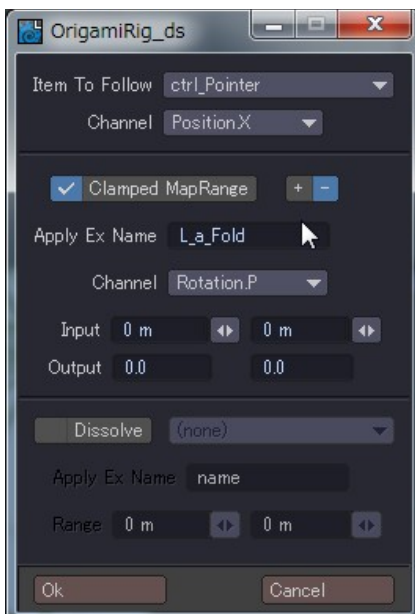 OrigamiRig_ds
Item To Follow ctrl_Pointer
Channel Position.X
Clamped MapRange + -
Apply Ex Name L_a_Fold
Channel Rotation.P
Input 0 m 0 m
Output 0.0 0.0
Dissolve (none)
Apply Ex Name name
Range 0 m 0 m
Ok Cancel